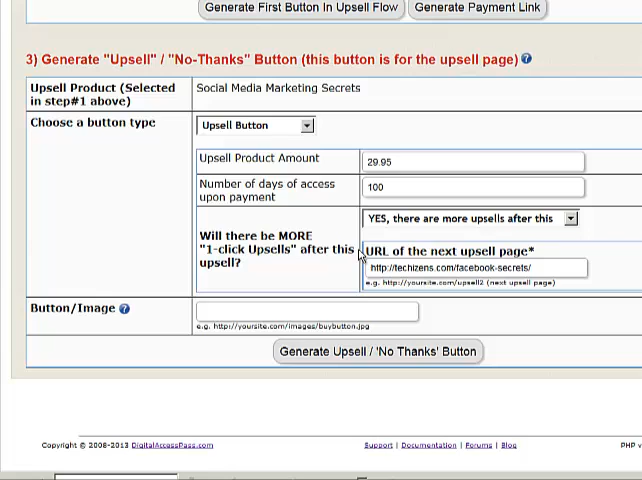 Generate First Button In Upsell Flow
Generate Payment Link
3) Generate "Upsell" / "No-Thanks" Button (this button is for the upsell page) ?
Upsell Product (Selected in step#1 above)
Social Media Marketing Secrets
Choose a button type
Upsell Button
Upsell Product Amount
29.95
Number of days of access upon payment
100
Will there be MORE "1-click Upsells" after this upsell?
YES, there are more upsells after this
URL of the next upsell page*
http://techizens.com/facebook-secrets/
e.g. http://yoursite.com/upsell2 (next upsell page)
Button/Image ?
e.g. http://yoursite.com/images/buybutton.jpg
Generate Upsell / 'No Thanks' Button
Copyright © 2008-2013 DigitalAccessPass.com
Support | Documentation | Forums | Blog
PHP v